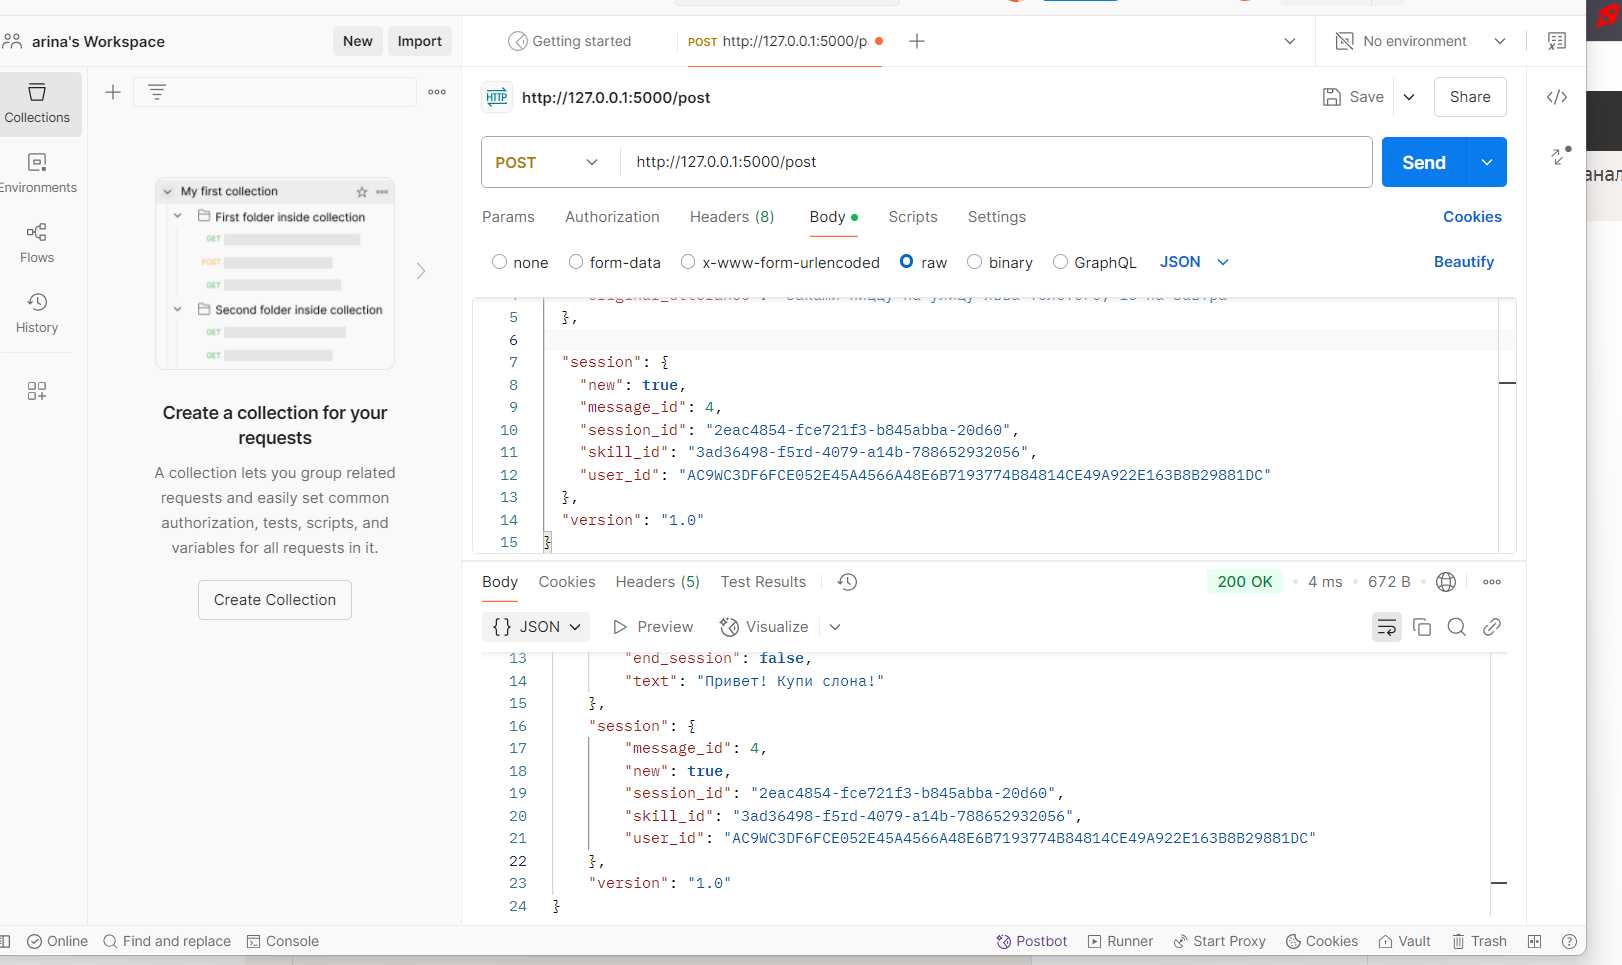 arina's Workspace
New
Import
Getting started
POST http://127.0.0.1:5000/p
No environment
Collections
Environments
Flows
History
My first collection
First folder inside collection
GET
POST
GET
Second folder inside collection
GET
GET
Create a collection for your
requests
A collection lets you group related
requests and easily set common
authorization, tests, scripts, and
variables for all requests in it.
Create Collection
HTTP http://127.0.0.1:5000/post
Save
Share
POST
http://127.0.0.1:5000/post
Send
Params Authorization Headers (8) Body Scripts Settings
Cookies
none form-data x-www-form-urlencoded raw binary GraphQL JSON
Beautify
5 },
6
7 "session": {
8 "new": true,
9 "message_id": 4,
10 "session_id": "2eac4854-fce721f3-b845abba-20d60",
11 "skill_id": "3ad36498-f5rd-4079-a14b-788652932056",
12 "user_id": "AC9WC3DF6FCE052E45A4566A48E6B7193774B84814CE49A922E163B8B29881DC"
13 },
14 "version": "1.0"
15 }
Body Cookies Headers (5) Test Results
200 OK 4 ms 672 B
{} JSON Preview Visualize
13 "end_session": false,
14 "text": "Привет! Купи слона!"
15 },
16 "session": {
17 "message_id": 4,
18 "new": true,
19 "session_id": "2eac4854-fce721f3-b845abba-20d60",
20 "skill_id": "3ad36498-f5rd-4079-a14b-788652932056",
21 "user_id": "AC9WC3DF6FCE052E45A4566A48E6B7193774B84814CE49A922E163B8B29881DC"
22 },
23 "version": "1.0"
24 }
Online Find and replace Console
Postbot Runner Start Proxy Cookies Vault Trash
анал